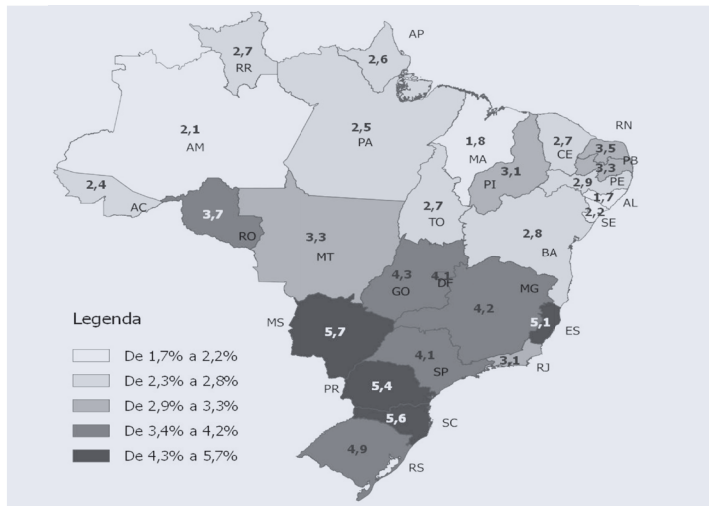 AP
2,7
RR
2,6
2,1
AM
2,5
PA
1,8
MA
2,7
CE
RN
3,5
PB
3,3
3,1
PI
2,9
PE
1,7
AL
2,2
SE
2,4
AC
3,7
RO
2,7
TO
2,8
BA
3,3
MT
4,3
GO
4,1
DF
MG
4,2
5,1
ES
MS
5,7
4,1
SP
3,1
RJ
PR
5,4
5,6
SC
4,9
RS
Legenda
De 1,7% a 2,2%
De 2,3% a 2,8%
De 2,9% a 3,3%
De 3,4% a 4,2%
De 4,3% a 5,7%